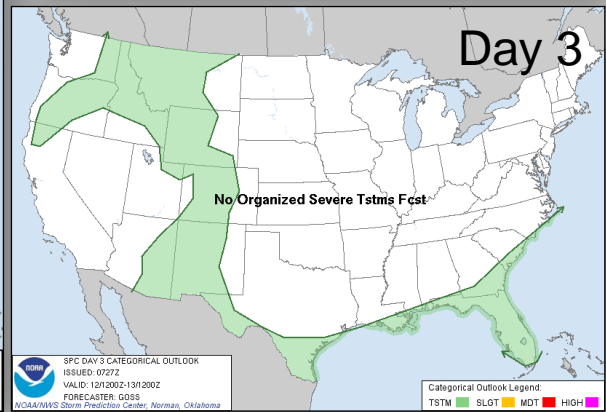 Day 3
No Organized Severe Tstms Fcst
NOAA
SPC DAY 3 CATEGORICAL OUTLOOK
ISSUED: 0727Z
VALID: 12/1200Z-13/1200Z
FORECASTER: GOSS
NOAA/NWS Storm Prediction Center, Norman, Oklahoma
Categorical Outlook Legend:
TSTM SLGT MDT HIGH